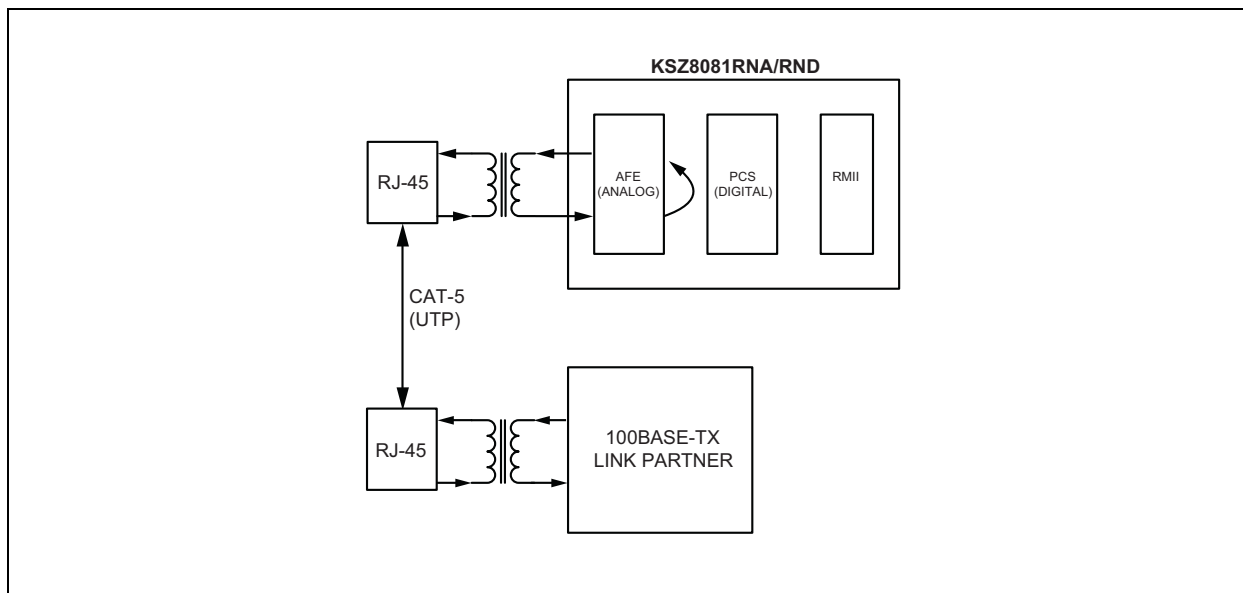 KSZ8081RNA/RND
RJ-45
AFE
(ANALOG)
PCS
(DIGITAL)
RMII
CAT-5
(UTP)
RJ-45
100BASE-TX
LINK PARTNER